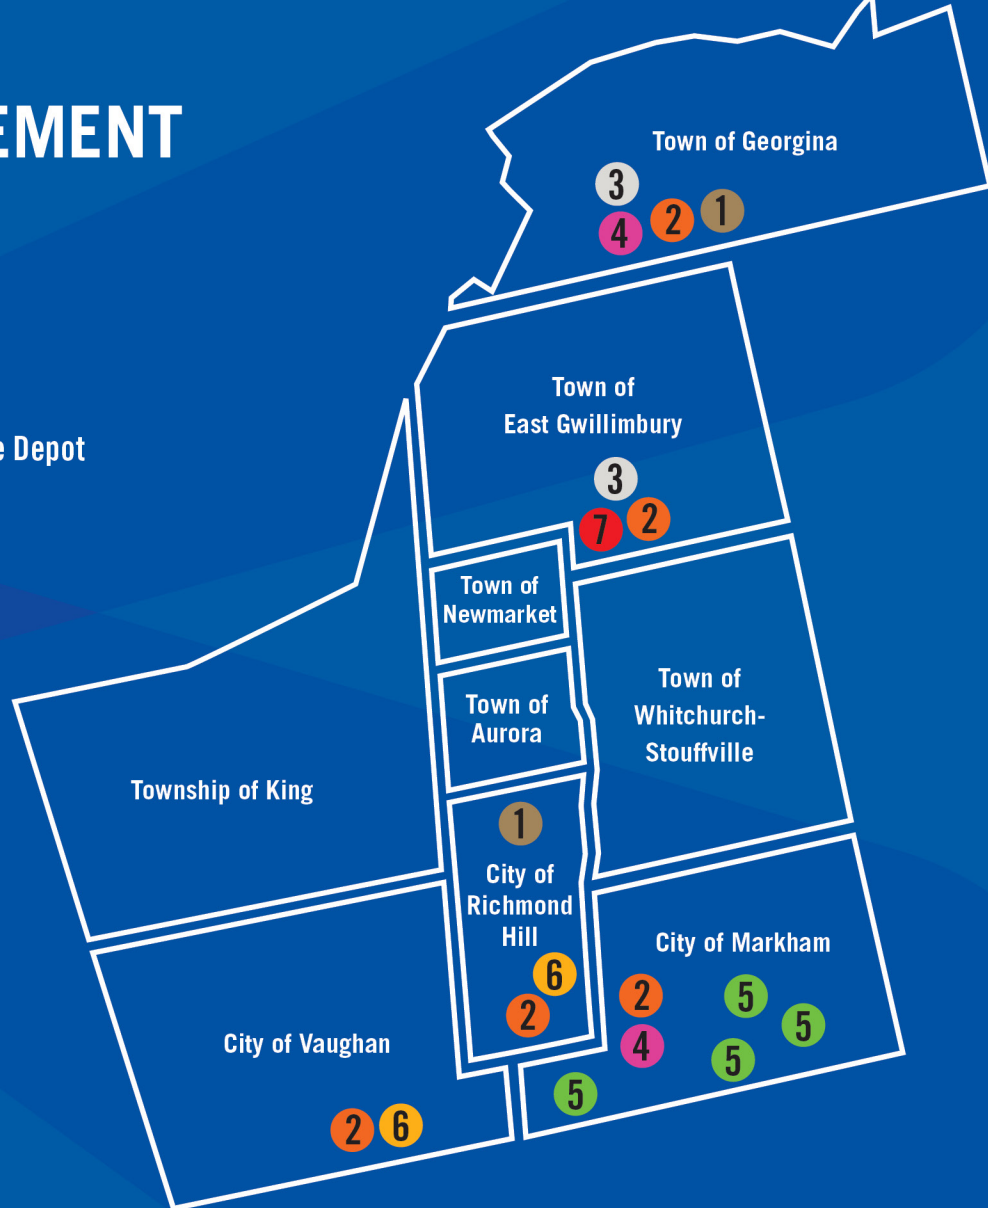 EMENT
e Depot
Town of Georgina
3
4 2 1
Town of
East Gwillimbury
3
7 2
Town of
Newmarket
Town of
Aurora
Town of
Whitchurch-
Stouffville
Township of King
1
City of
Richmond
Hill
6
2
City of Markham
2 5
5
4 5
5
City of Vaughan
2 6